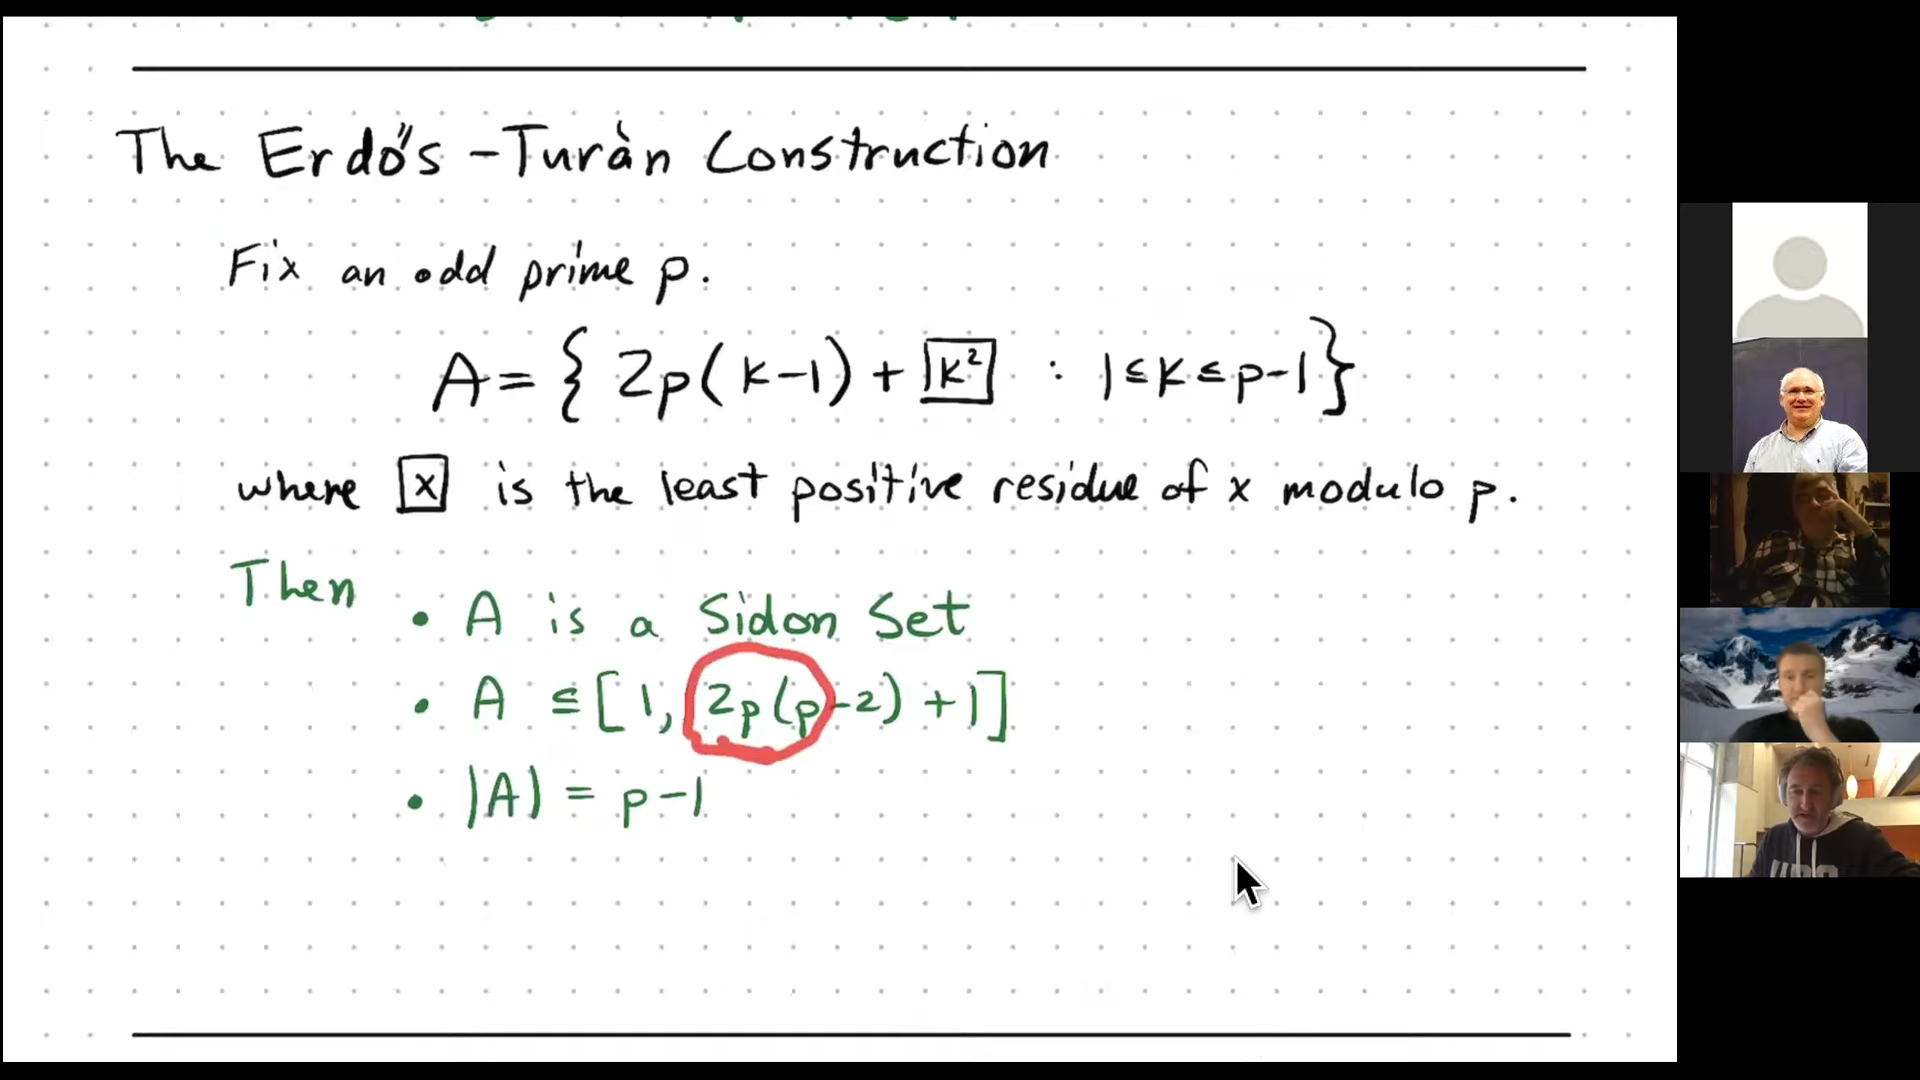 The Erdős - Turàn Construction
Fix an odd prime p.
A = { 2p(k-1) + [k²] : 1 ≤ k ≤ p-1 }
where [x] is the least positive residue of x modulo p.
Then
• A is a Sidon Set
• A ⊆ [1, 2p(p-2) + 1]
• |A| = p-1